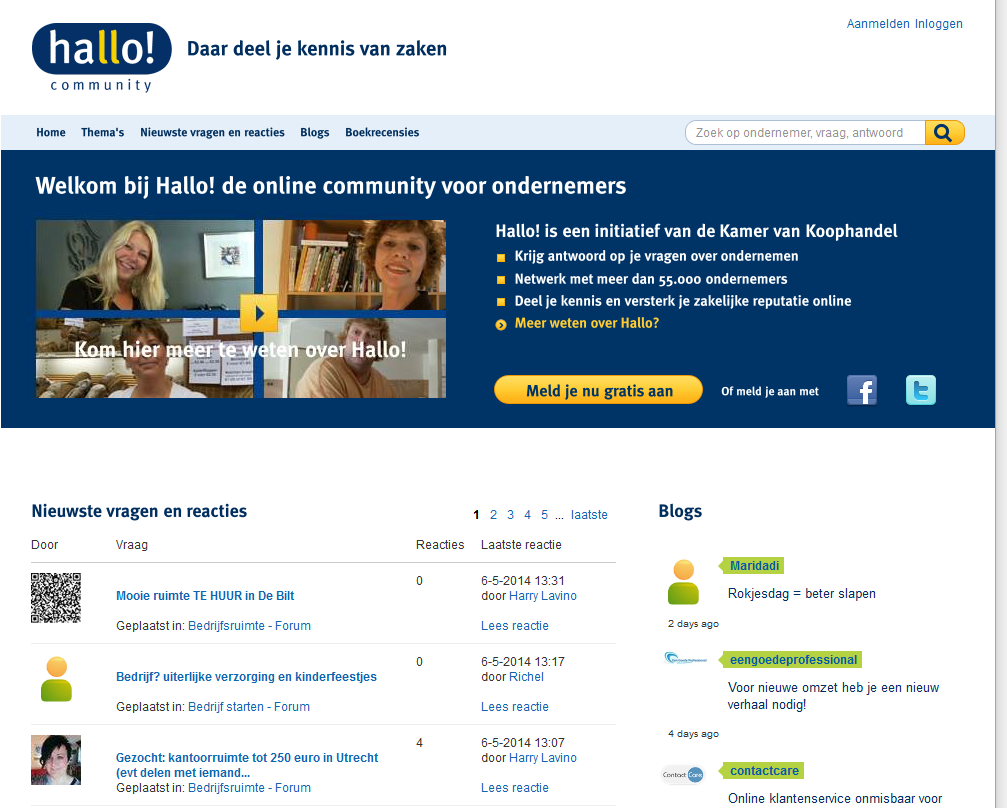 Aanmelden Inloggen
hallo!
community
Daar deel je kennis van zaken
Home Thema's Nieuwste vragen en reacties Blogs Boekrecensies
Zoek op ondernemer, vraag, antwoord
Welkom bij Hallo! de online community voor ondernemers
Kom hier meer te weten over Hallo!
Hallo! is een initiatief van de Kamer van Koophandel
Krijg antwoord op je vragen over ondernemen
Netwerk met meer dan 55.000 ondernemers
Deel je kennis en versterk je zakelijke reputatie online
Meer weten over Hallo?
Meld je nu gratis aan
Of meld je aan met
Nieuwste vragen en reacties
1 2 3 4 5 ... laatste
Door Vraag Reacties Laatste reactie
Mooie ruimte TE HUUR in De Bilt
Geplaatst in: Bedrijfsruimte - Forum
0
6-5-2014 13:31
door Harry Lavino
Lees reactie
Bedrijf? uiterlijke verzorging en kinderfeestjes
Geplaatst in: Bedrijf starten - Forum
0
6-5-2014 13:17
door Richel
Lees reactie
Gezocht: kantoorruimte tot 250 euro in Utrecht
(evt delen met iemand...
Geplaatst in: Bedrijfsruimte - Forum
4
6-5-2014 13:07
door Harry Lavino
Lees reactie
Blogs
Maridadi
Rokjesdag = beter slapen
2 days ago
eengoedeprofessional
Voor nieuwe omzet heb je een nieuw
verhaal nodig!
4 days ago
Contact Care
contactcare
Online klantenservice onmisbaar voor